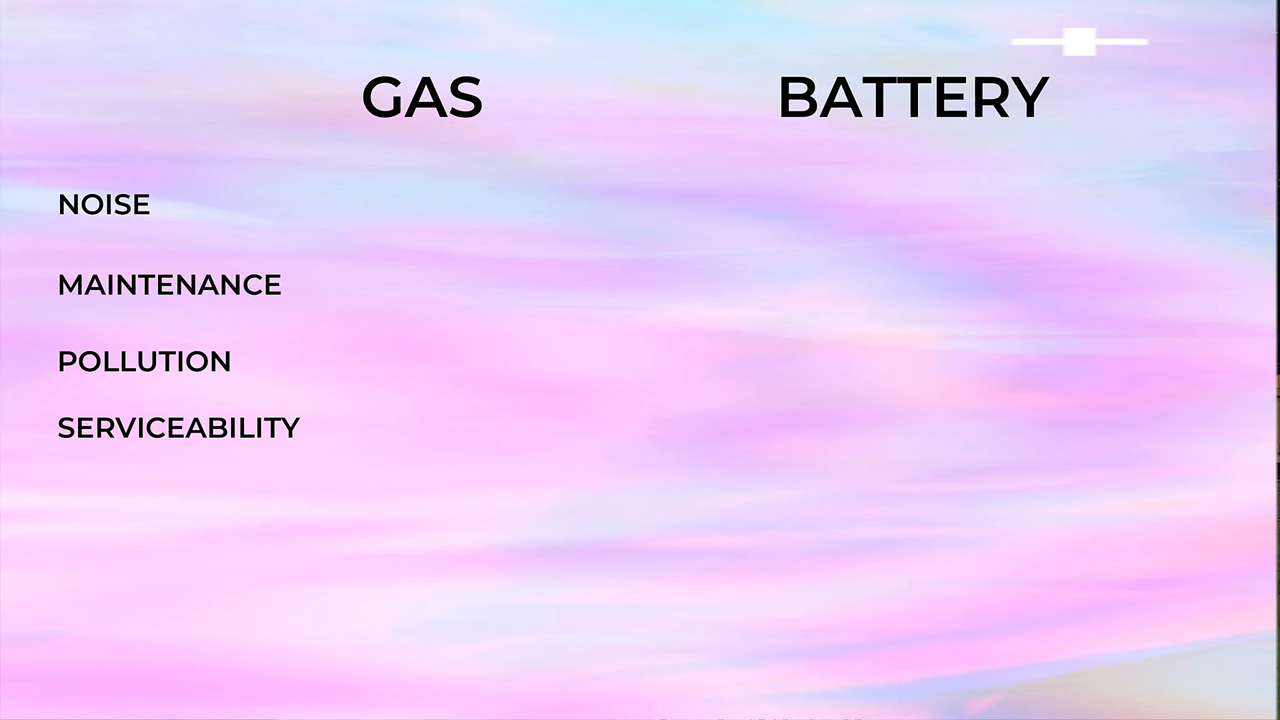 GAS BATTERY
NOISE
MAINTENANCE
POLLUTION
SERVICEABILITY